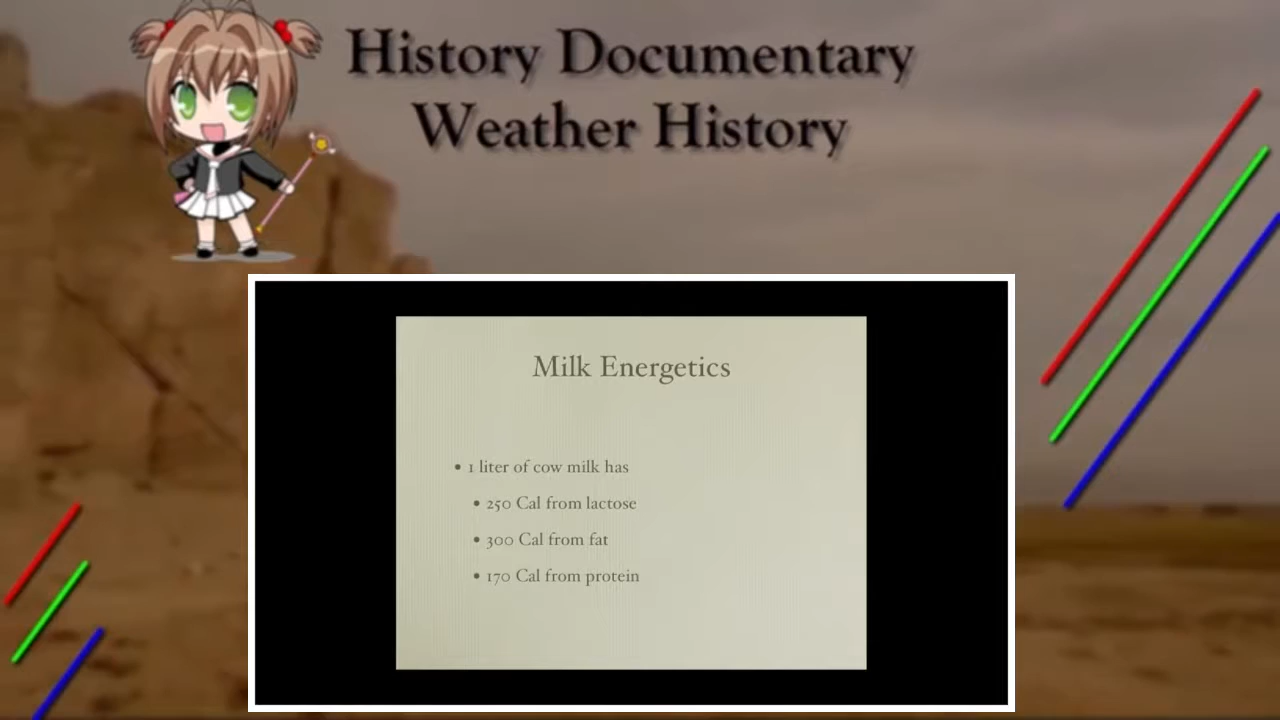 History Documentary
Weather History
Milk Energetics
• 1 liter of cow milk has
• 250 Cal from lactose
• 300 Cal from fat
• 170 Cal from protein